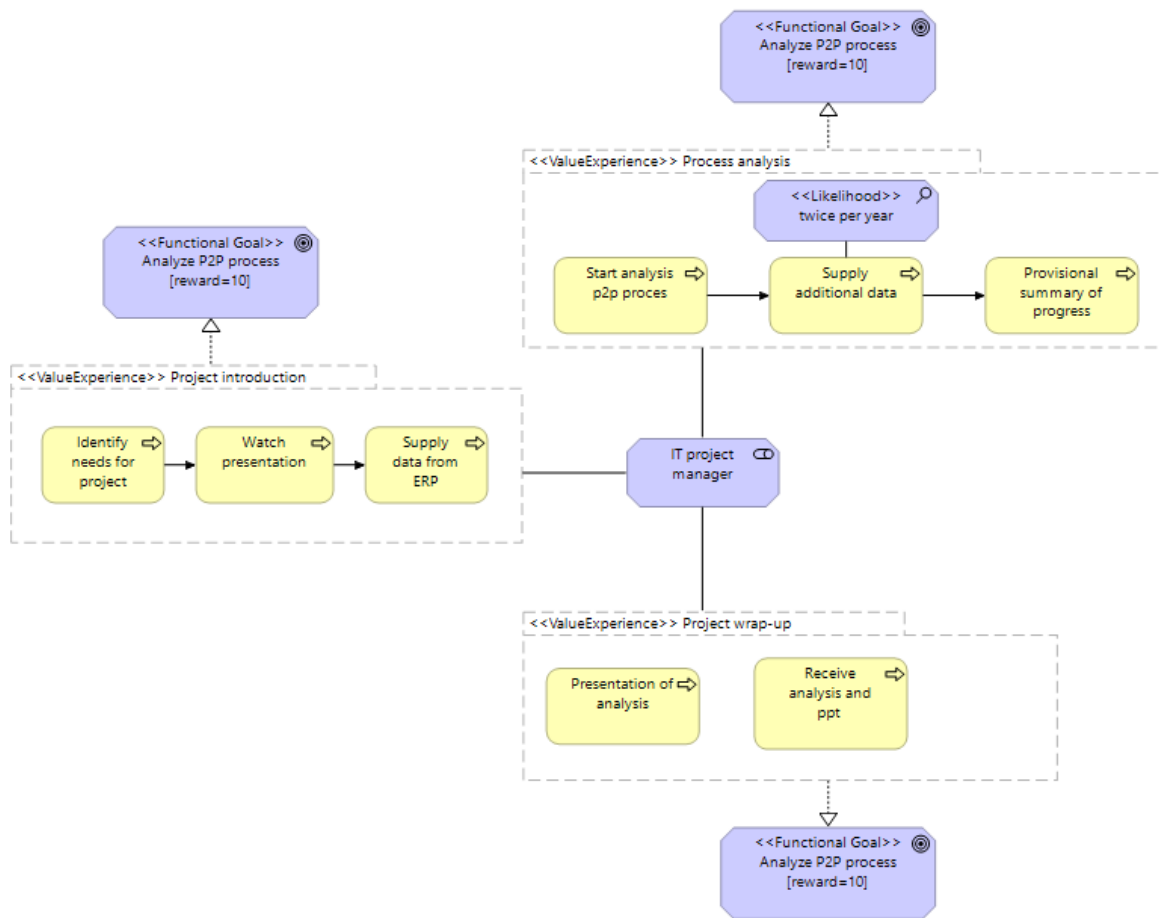 <<Functional Goal>>
Analyze P2P process
[reward=10]
<<ValueExperience>> Process analysis
<<Likelihood>>
twice per year
Start analysis
p2p proces
Supply
additional data
Provisional
summary of
progress
<<Functional Goal>>
Analyze P2P process
[reward=10]
<<ValueExperience>> Project introduction
Identify
needs for
project
Watch
presentation
Supply
data from
ERP
IT project
manager
<<ValueExperience>> Project wrap-up
Presentation of
analysis
Receive
analysis and
ppt
<<Functional Goal>>
Analyze P2P process
[reward=10]